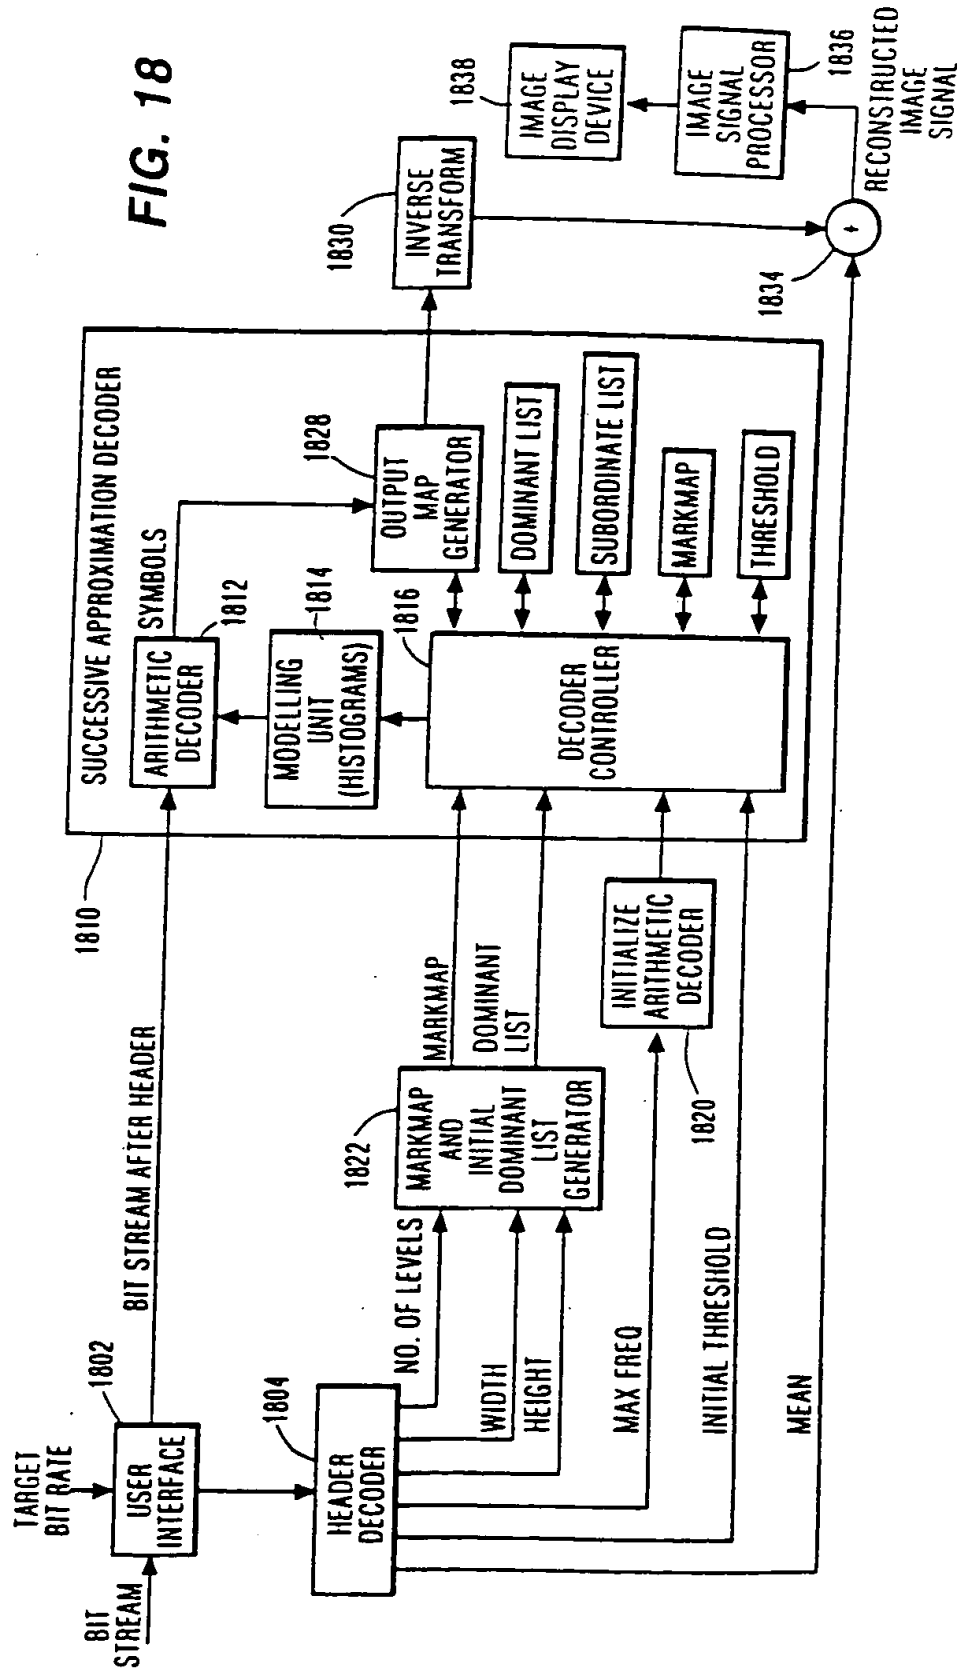 FIG. 18
TARGET
BIT RATE
BIT
STREAM
1802
USER
INTERFACE
BIT STREAM AFTER HEADER
1804
HEADER
DECODER
NO. OF LEVELS
WIDTH
HEIGHT
MAX FREQ
INITIAL THRESHOLD
MEAN
1822
MARKMAP
AND
INITIAL
DOMINANT
LIST
GENERATOR
MARKMAP
DOMINANT
LIST
INITIALIZE
ARITHMETIC
DECODER
1820
1810
SUCCESSIVE APPROXIMATION DECODER
ARITHMETIC
DECODER
1812
SYMBOLS
MODELLING
UNIT
(HISTOGRAMS)
1814
1816
DECODER
CONTROLLER
1828
OUTPUT
MAP
GENERATOR
DOMINANT LIST
SUBORDINATE LIST
MARKMAP
THRESHOLD
1830
INVERSE
TRANSFORM
1834
+
RECONSTRUCTED
IMAGE
SIGNAL
1836
IMAGE
SIGNAL
PROCESSOR
1838
IMAGE
DISPLAY
DEVICE